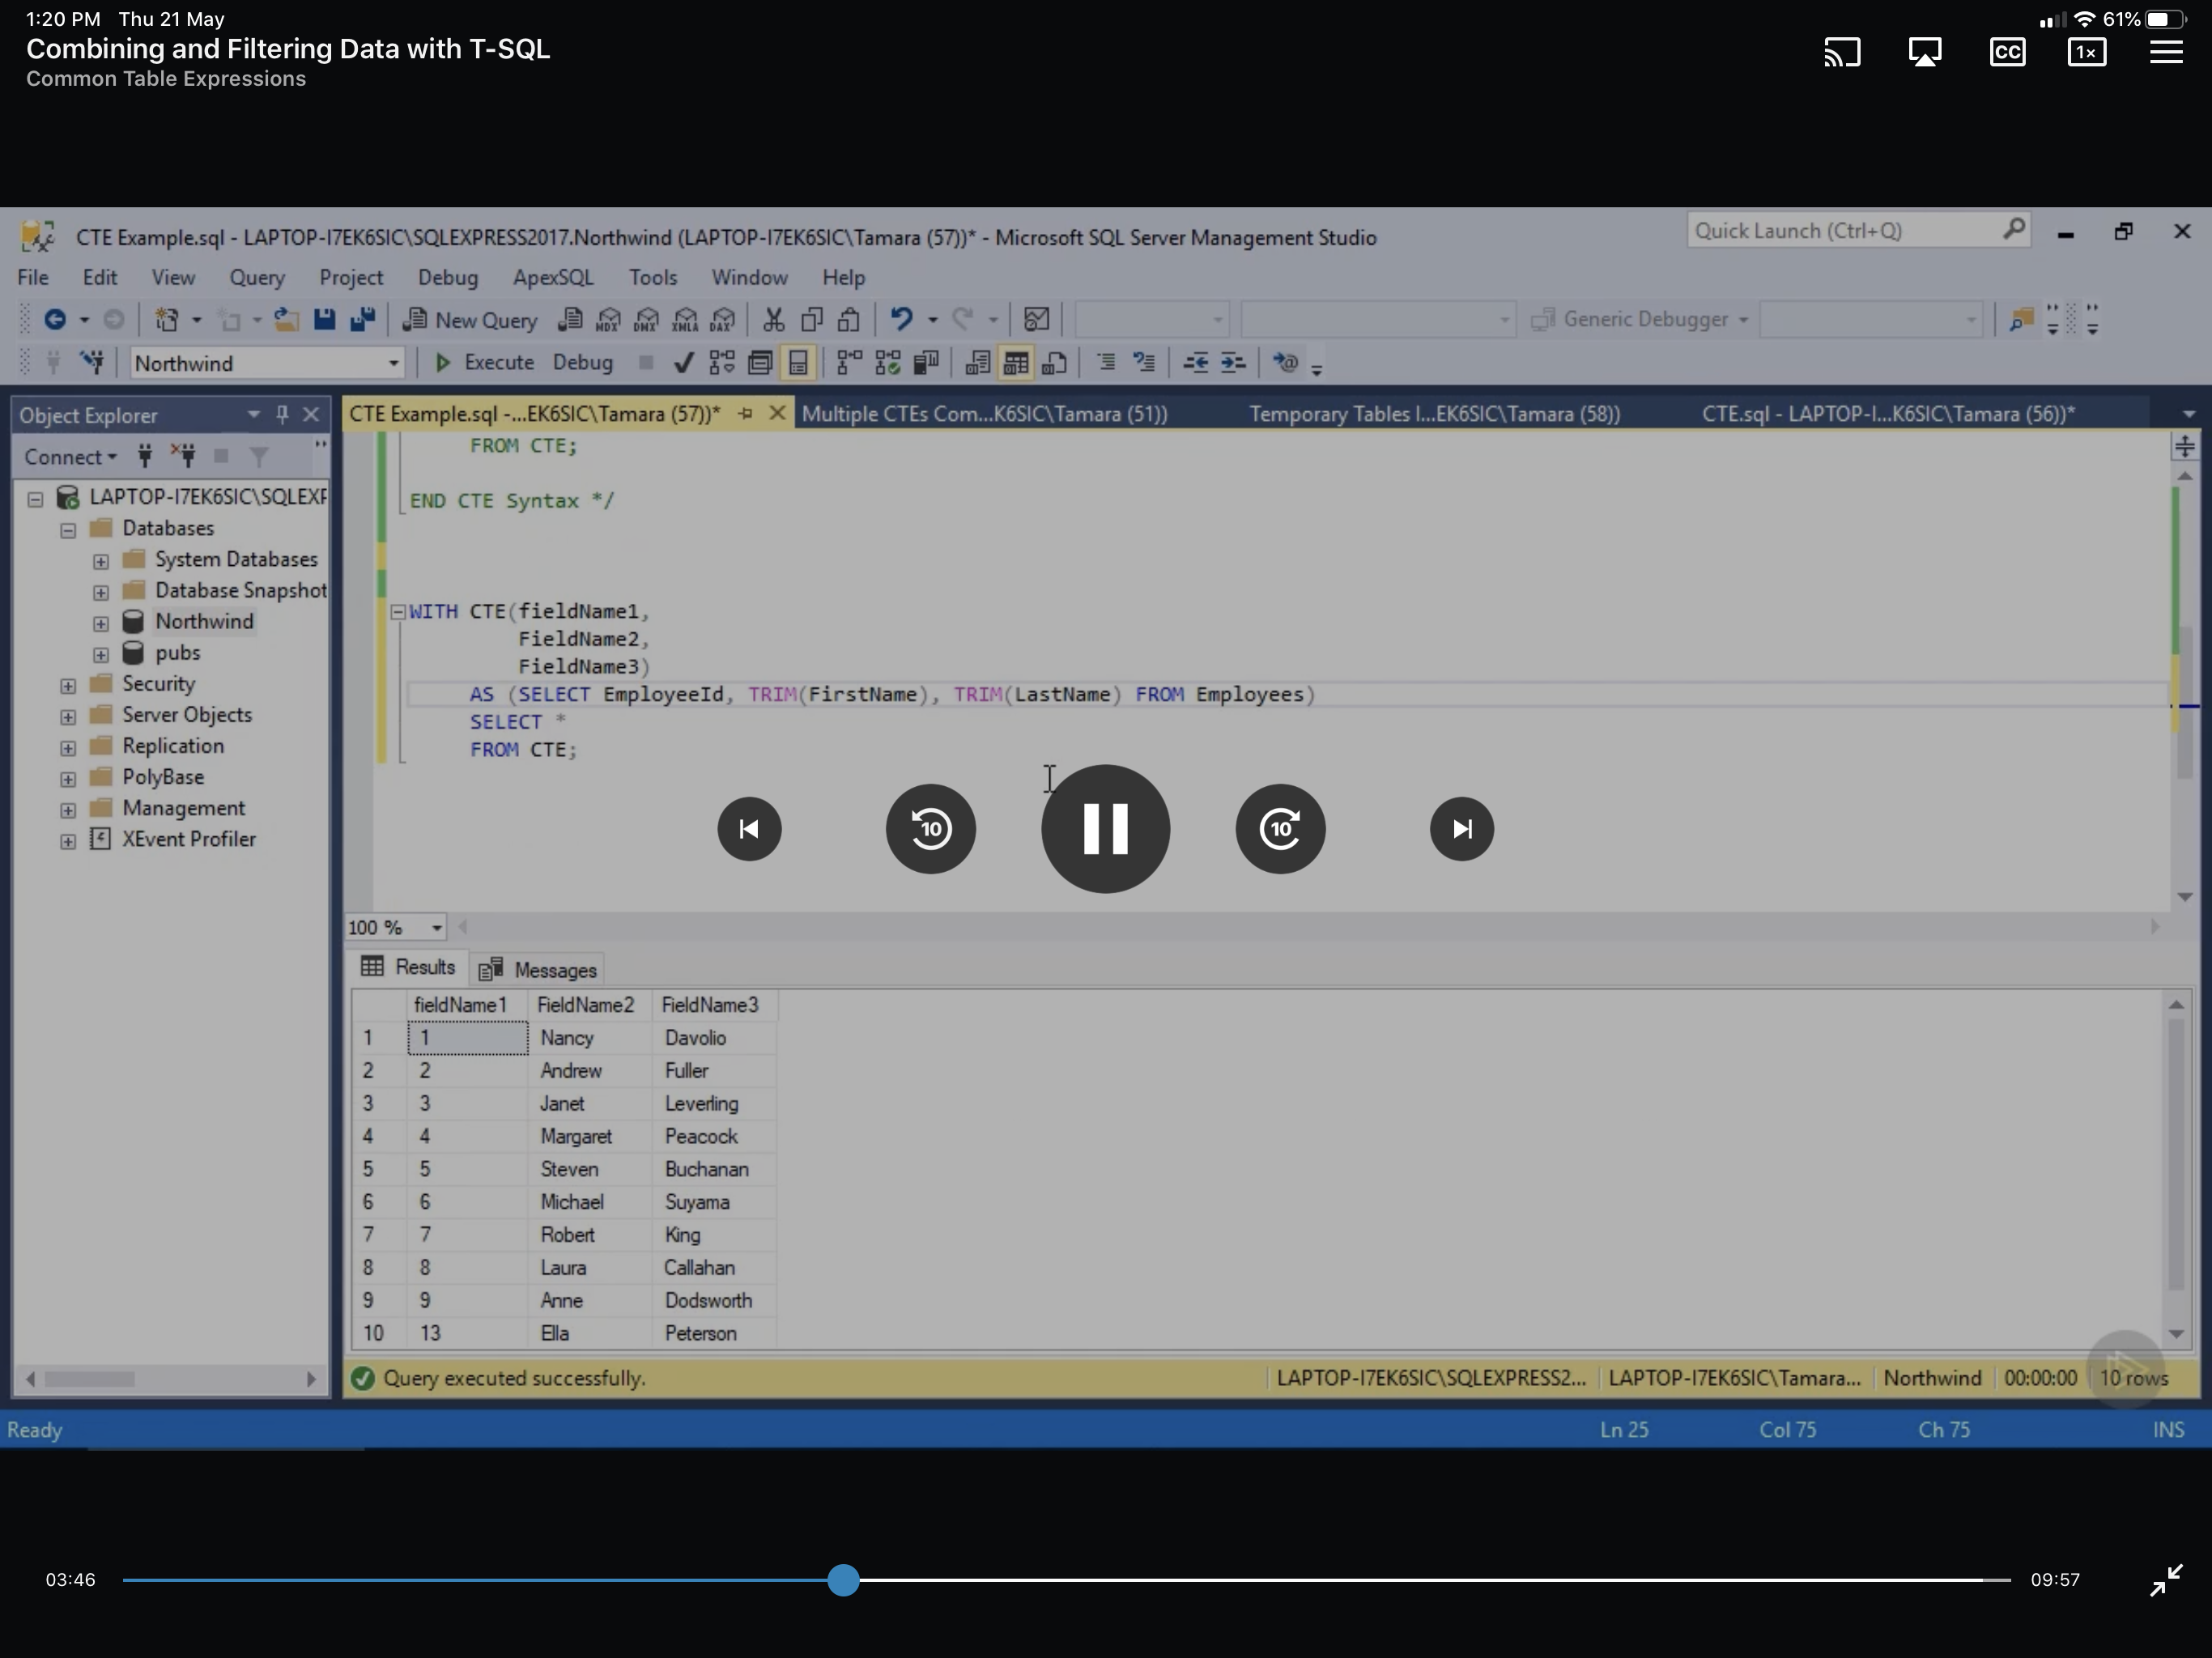 1:20 PM Thu 21 May
61%
Combining and Filtering Data with T-SQL
Common Table Expressions
CC
1×
CTE Example.sql - LAPTOP-I7EK6SIC\SQLEXPRESS2017.Northwind (LAPTOP-I7EK6SIC\Tamara (57))* - Microsoft SQL Server Management Studio
Quick Launch (Ctrl+Q)
File Edit View Query Project Debug ApexSQL Tools Window Help
New Query MDX DMX XMLA DAX Generic Debugger
Northwind Execute Debug
Object Explorer
CTE Example.sql -...EK6SIC\Tamara (57))* Multiple CTEs Com...K6SIC\Tamara (51)) Temporary Tables I...EK6SIC\Tamara (58)) CTE.sql - LAPTOP-I...K6SIC\Tamara (56))*
Connect
LAPTOP-I7EK6SIC\SQLEXF
Databases
System Databases
Database Snapshot
Northwind
pubs
Security
Server Objects
Replication
PolyBase
Management
XEvent Profiler
FROM CTE;
END CTE Syntax */
WITH CTE(fieldName1,
FieldName2,
FieldName3)
AS (SELECT EmployeeId, TRIM(FirstName), TRIM(LastName) FROM Employees)
SELECT *
FROM CTE;
10
10
100 %
Results Messages
fieldName1 FieldName2 FieldName3
1 1 Nancy Davolio
2 2 Andrew Fuller
3 3 Janet Leverling
4 4 Margaret Peacock
5 5 Steven Buchanan
6 6 Michael Suyama
7 7 Robert King
8 8 Laura Callahan
9 9 Anne Dodsworth
10 13 Ella Peterson
Query executed successfully. LAPTOP-I7EK6SIC\SQLEXPRESS2... LAPTOP-I7EK6SIC\Tamara... Northwind 00:00:00 10 rows
Ready Ln 25 Col 75 Ch 75 INS
03:46 09:57